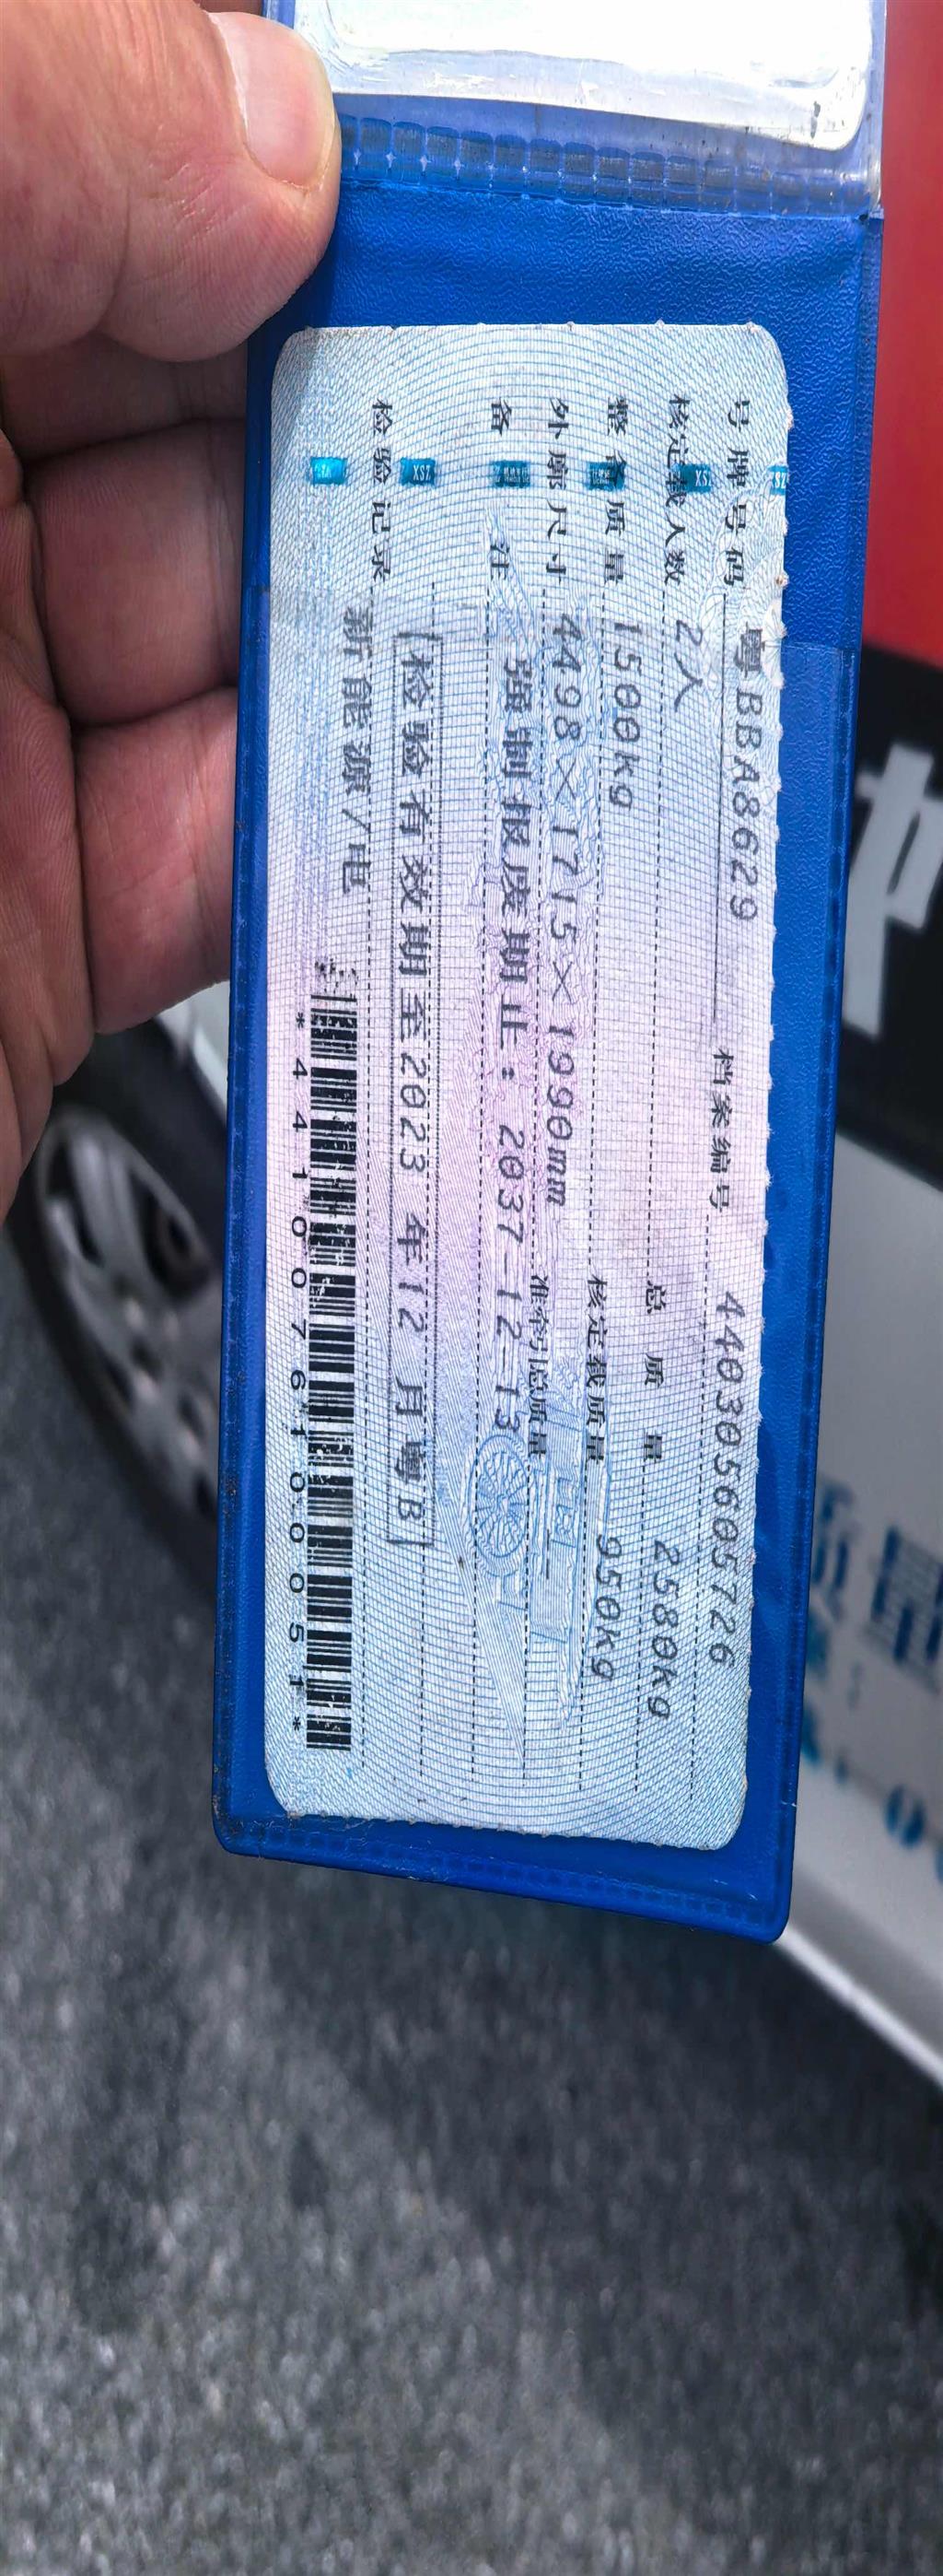 号牌号码 粤BBA8629 档案编号 440305605726
核定载人数 2人 总质量 2580kg
整备质量 1500kg 核定载质量 950kg
外廓尺寸 4498×1715×1990mm 准牵引总质量 —
备注 强制报废期止：2037-12-13
检验有效期至2023年12月粤B
检验记录
新能源/电
*4410076100051*